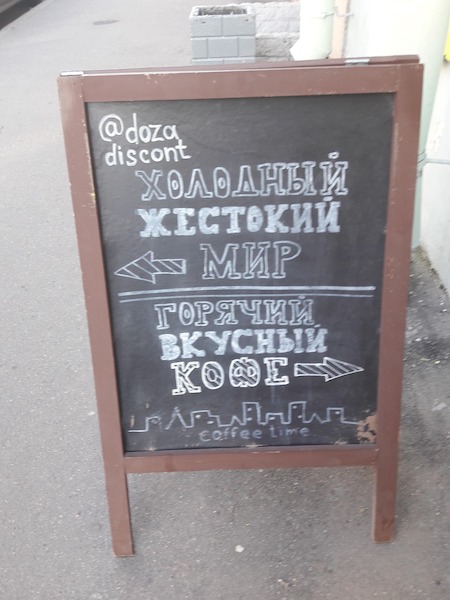 @doza
discont
ХОЛОДНЫЙ
ЖЕСТОКИЙ
МИР
ГОРЯЧИЙ
ВКУСНЫЙ
КОФЕ
coffee time